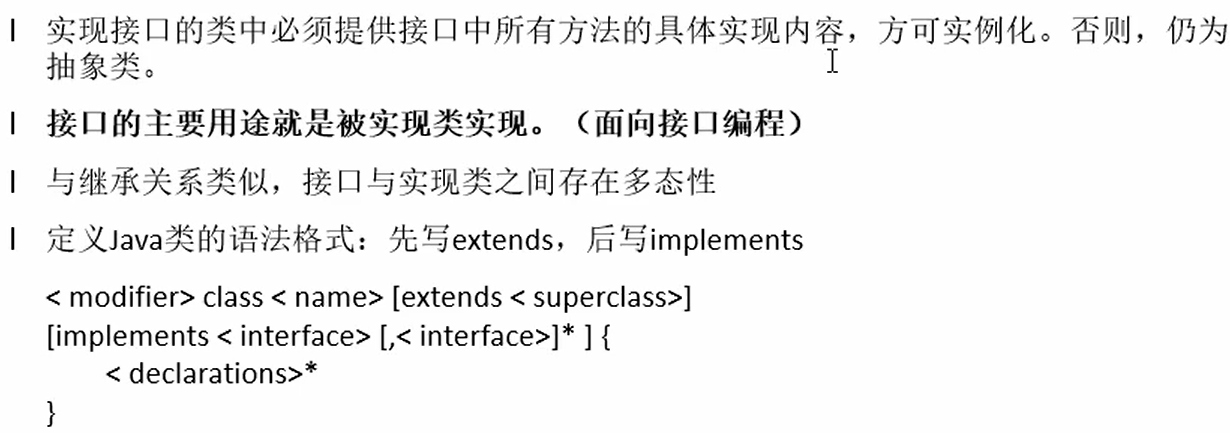 l 实现接口的类中必须提供接口中所有方法的具体实现内容，方可实例化。否则，仍为
抽象类。
l 接口的主要用途就是被实现类实现。（面向接口编程）
l 与继承关系类似，接口与实现类之间存在多态性
l 定义Java类的语法格式：先写extends，后写implements
< modifier> class < name> [extends < superclass>]
[implements < interface> [,< interface>]* ] {
< declarations>*
}